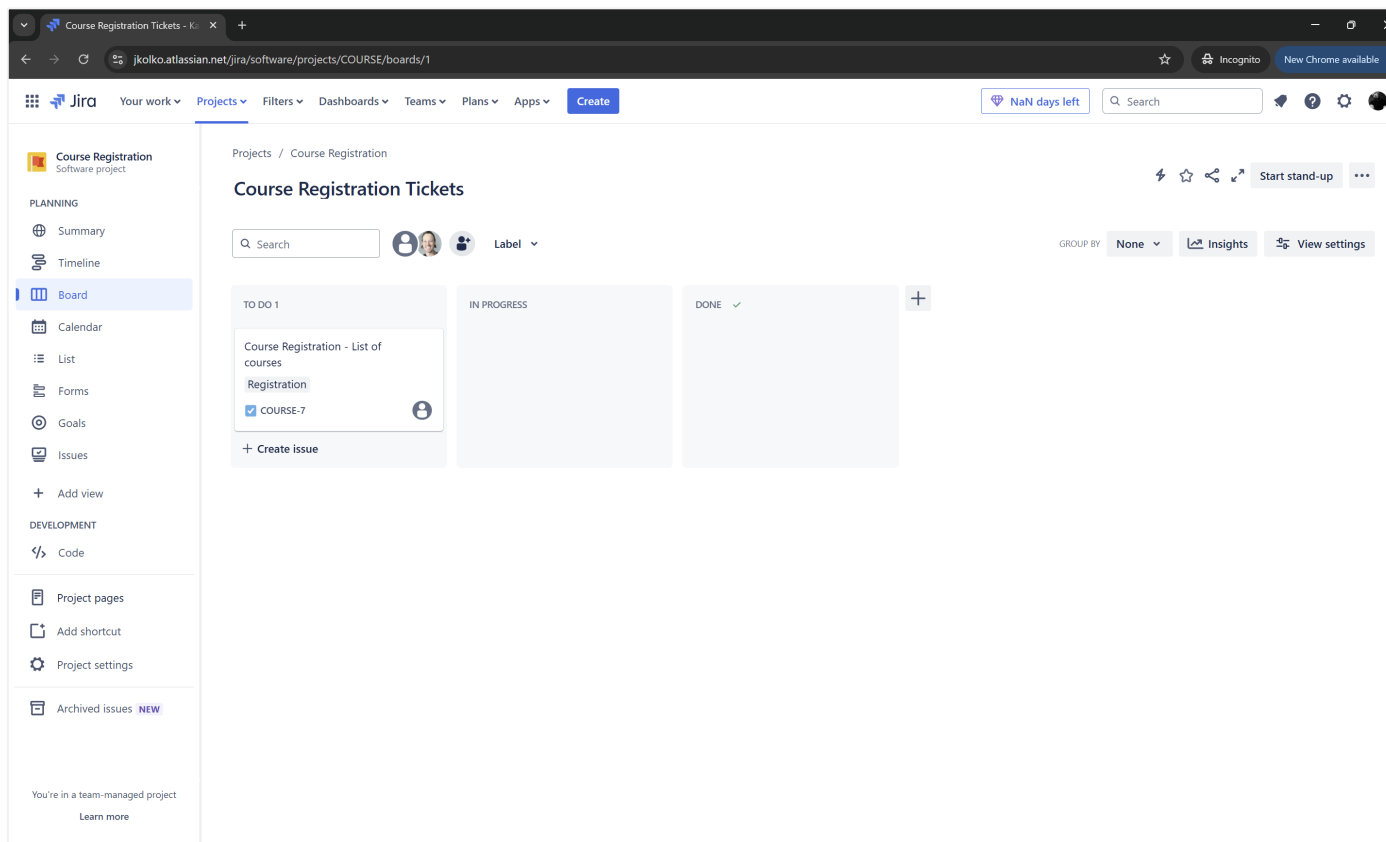 Course Registration Tickets - Ka
jkolko.atlassian.net/jira/software/projects/COURSE/boards/1
Incognito
New Chrome available
Jira
Your work
Projects
Filters
Dashboards
Teams
Plans
Apps
Create
NaN days left
Search
Course Registration
Software project
PLANNING
Summary
Timeline
Board
Calendar
List
Forms
Goals
Issues
Add view
DEVELOPMENT
Code
Project pages
Add shortcut
Project settings
Archived issues NEW
You're in a team-managed project
Learn more
Projects / Course Registration
Course Registration Tickets
Start stand-up
Search
Label
GROUP BY
None
Insights
View settings
TO DO 1
Course Registration - List of
courses
Registration
COURSE-7
Create issue
IN PROGRESS
DONE